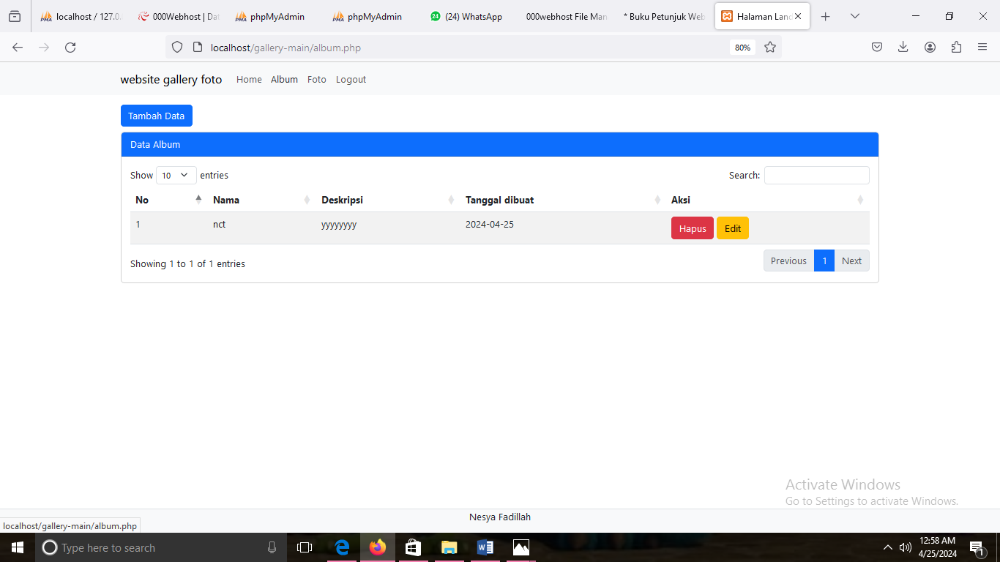 localhost / 127.0. 000Webhost | Dat phpMyAdmin phpMyAdmin 24 (24) WhatsApp 000webhost File Man * Buku Petunjuk Web Halaman Land
localhost/gallery-main/album.php 80%
website gallery foto Home Album Foto Logout
Tambah Data
Data Album
Show 10 entries Search:
No Nama Deskripsi Tanggal dibuat Aksi
1 nct yyyyyyyy 2024-04-25 Hapus Edit
Showing 1 to 1 of 1 entries Previous 1 Next
Activate Windows
Go to Settings to activate Windows.
Nesya Fadillah
localhost/gallery-main/album.php
Type here to search 12:58 AM
4/25/2024 1